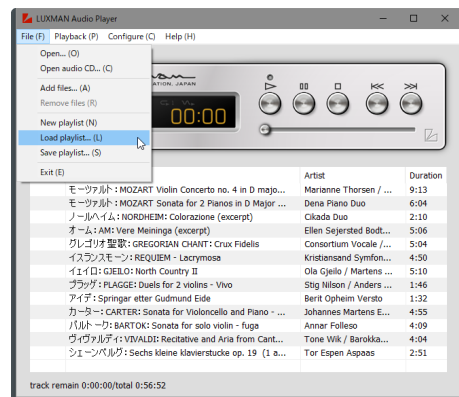 LUXMAN Audio Player
File (F) Playback (P) Configure (C) Help (H)
Open... (O)
Open audio CD... (C)
Add files... (A)
Remove files (R)
New playlist (N)
Load playlist... (L)
Save playlist... (S)
Exit (E)
ATION, JAPAN
00:00
Artist Duration
モーツァルト：MOZART Violin Concerto no. 4 in D majo... Marianne Thorsen / ... 9:13
モーツァルト：MOZART Sonata for 2 Pianos in D Major ... Dena Piano Duo 6:04
ノールヘイム：NORDHEIM: Colorazione (excerpt) Cikada Duo 2:10
オーム：AM: Vere Meininga (excerpt) Ellen Sejersted Bodt... 5:06
グレゴリオ聖歌：GREGORIAN CHANT: Crux Fidelis Consortium Vocale /... 5:04
イスランスモーン：REQUIEM - Lacrymosa Kristiansand Symfon... 4:50
イェイロ：GJEILO: North Country II Ola Gjeilo / Martens ... 5:10
プラッゲ：PLAGGE: Duels for 2 violins - Vivo Stig Nilson / Anders ... 1:46
アイデ：Springar etter Gudmund Eide Berit Opheim Versto 1:32
カーター：CARTER: Sonata for Violoncello and Piano - ... Johannes Martens E... 4:55
バルトーク：BARTOK: Sonata for solo violin - fuga Annar Folleso 4:09
ヴィヴァルディ：VIVALDI: Recitative and Aria from Cant... Tone Wik / Barokka... 4:04
シェーンベルグ：Sechs kleine klavierstucke op. 19 (1 a... Tor Espen Aspaas 2:51
track remain 0:00:00/total 0:56:52